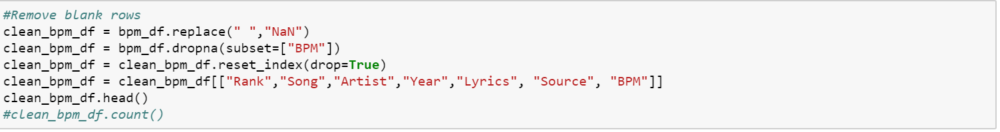 #Remove blank rows
clean_bpm_df = bpm_df.replace(" ","NaN")
clean_bpm_df = bpm_df.dropna(subset=["BPM"])
clean_bpm_df = clean_bpm_df.reset_index(drop=True)
clean_bpm_df = clean_bpm_df[["Rank","Song","Artist","Year","Lyrics", "Source", "BPM"]]
clean_bpm_df.head()
#clean_bpm_df.count()